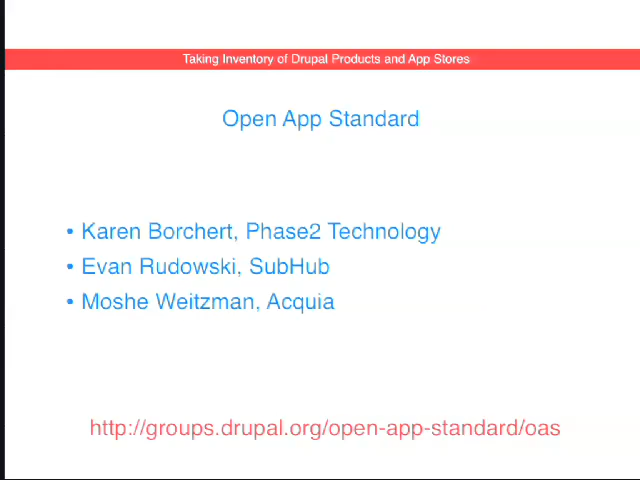 Taking Inventory of Drupal Products and App Stores
Open App Standard
• Karen Borchert, Phase2 Technology
• Evan Rudowski, SubHub
• Moshe Weitzman, Acquia
http://groups.drupal.org/open-app-standard/oas